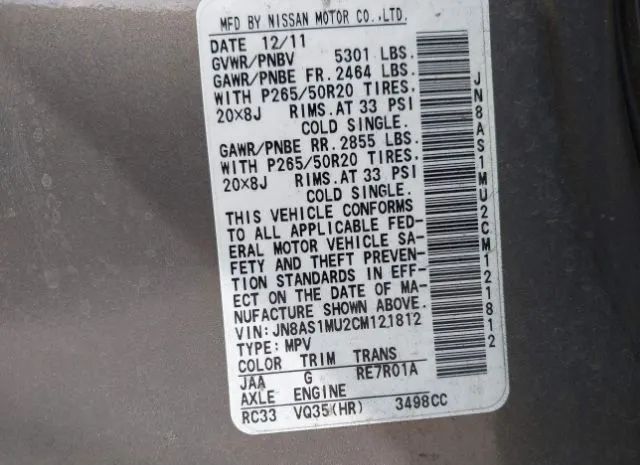 MFD BY NISSAN MOTOR CO.,LTD.
DATE 12/11
GVWR/PNBV 5301 LBS.
GAWR/PNBE FR. 2464 LBS.
WITH P265/50R20 TIRES.
20×8J RIMS.AT 33 PSI
COLD SINGLE.
GAWR/PNBE RR. 2855 LBS.
WITH P265/50R20 TIRES.
20×8J RIMS.AT 33 PSI
COLD SINGLE.
THIS VEHICLE CONFORMS
TO ALL APPLICABLE FED-
ERAL MOTOR VEHICLE SA-
FETY AND THEFT PREVEN-
TION STANDARDS IN EFF-
ECT ON THE DATE OF MA-
NUFACTURE SHOWN ABOVE.
VIN: JN8AS1MU2CM121812
TYPE: MPV
COLOR TRIM TRANS
JAA G RE7R01A
AXLE ENGINE
RC33 VQ35(HR) 3498CC
JN8AS1MU2CM121812